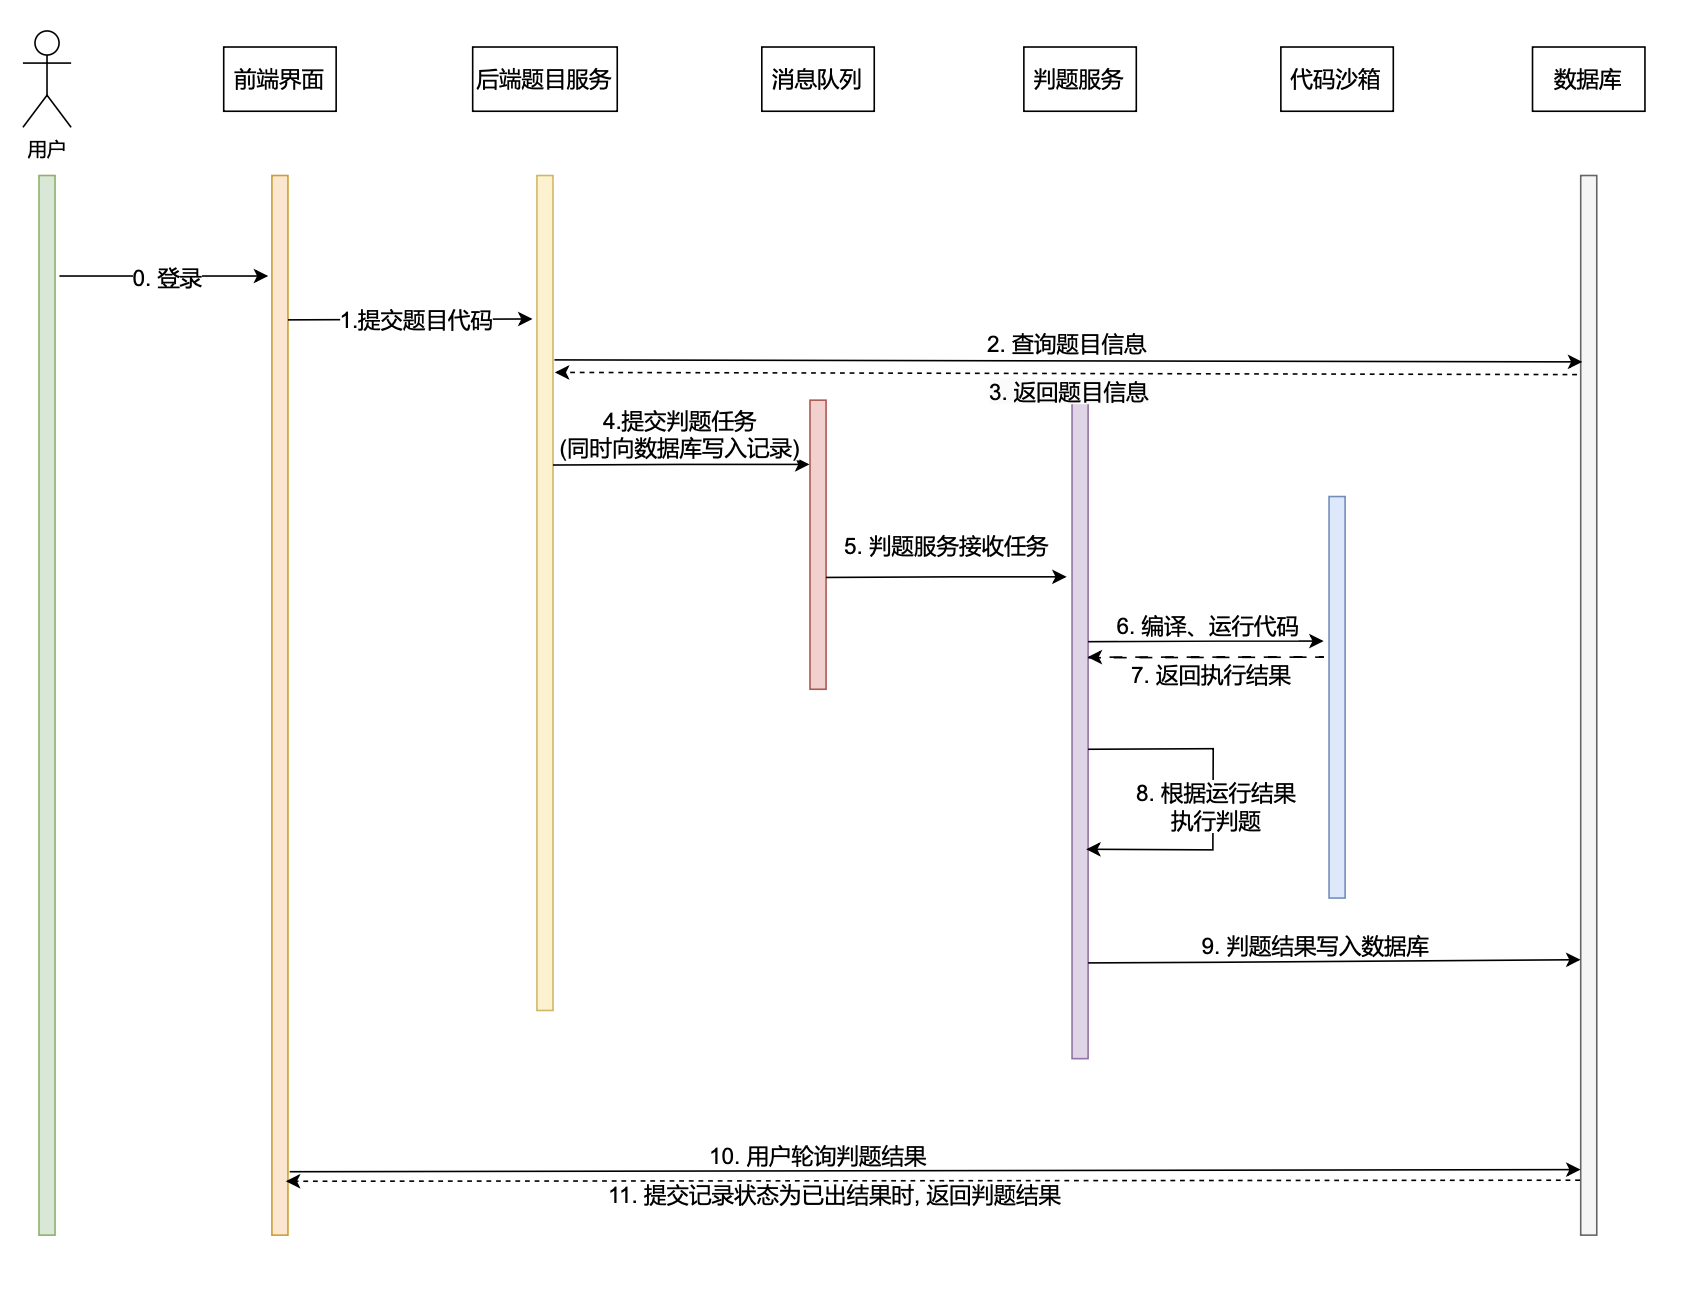 用户
前端界面
后端题目服务
消息队列
判题服务
代码沙箱
数据库
0. 登录
1.提交题目代码
2. 查询题目信息
3. 返回题目信息
4.提交判题任务
(同时向数据库写入记录)
5. 判题服务接收任务
6. 编译、运行代码
7. 返回执行结果
8. 根据运行结果
执行判题
9. 判题结果写入数据库
10. 用户轮询判题结果
11. 提交记录状态为已出结果时, 返回判题结果